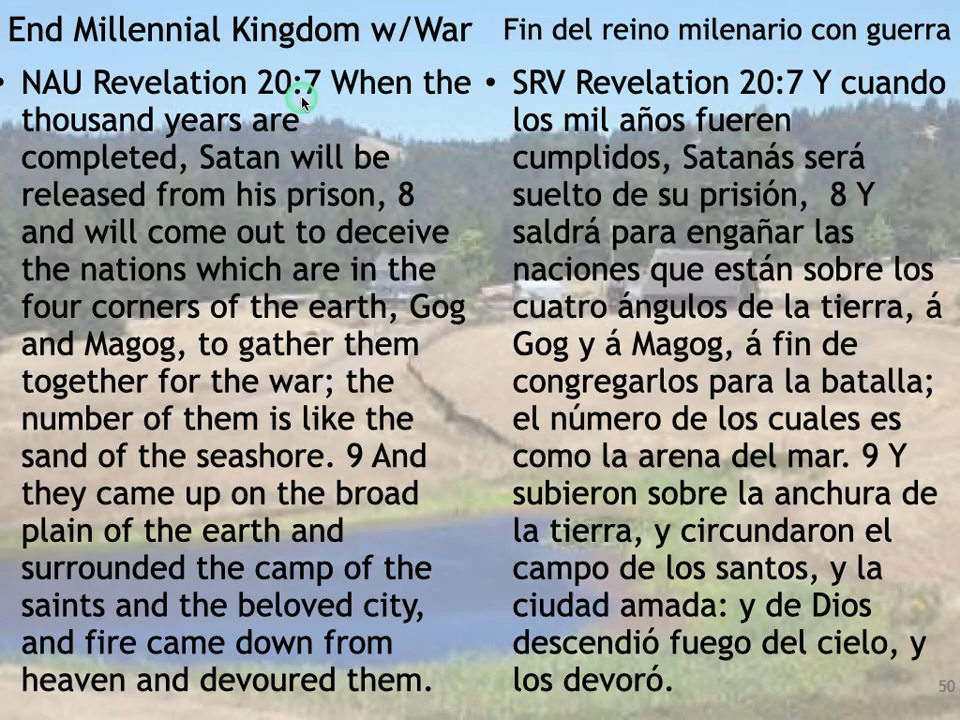 End Millennial Kingdom w/War
Fin del reino milenario con guerra
• NAU Revelation 20:7 When the
thousand years are
completed, Satan will be
released from his prison, 8
and will come out to deceive
the nations which are in the
four corners of the earth, Gog
and Magog, to gather them
together for the war; the
number of them is like the
sand of the seashore. 9 And
they came up on the broad
plain of the earth and
surrounded the camp of the
saints and the beloved city,
and fire came down from
heaven and devoured them.
• SRV Revelation 20:7 Y cuando
los mil años fueren
cumplidos, Satanás será
suelto de su prisión,  8 Y
saldrá para engañar las
naciones que están sobre los
cuatro ángulos de la tierra, á
Gog y á Magog, á fin de
congregarlos para la batalla;
el número de los cuales es
como la arena del mar. 9 Y
subieron sobre la anchura de
la tierra, y circundaron el
campo de los santos, y la
ciudad amada: y de Dios
descendió fuego del cielo, y
los devoró.
50